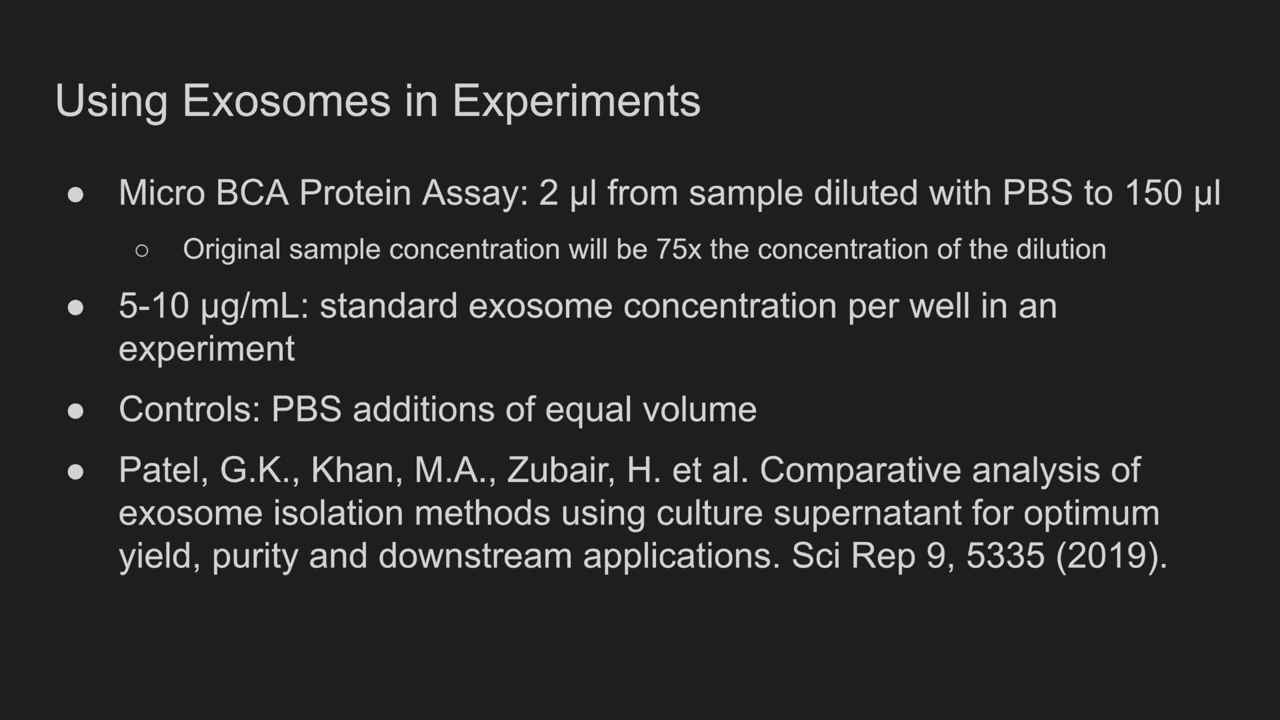 Using Exosomes in Experiments
● Micro BCA Protein Assay: 2 μl from sample diluted with PBS to 150 μl
○ Original sample concentration will be 75x the concentration of the dilution
● 5-10 μg/mL: standard exosome concentration per well in an
experiment
● Controls: PBS additions of equal volume
● Patel, G.K., Khan, M.A., Zubair, H. et al. Comparative analysis of
exosome isolation methods using culture supernatant for optimum
yield, purity and downstream applications. Sci Rep 9, 5335 (2019).